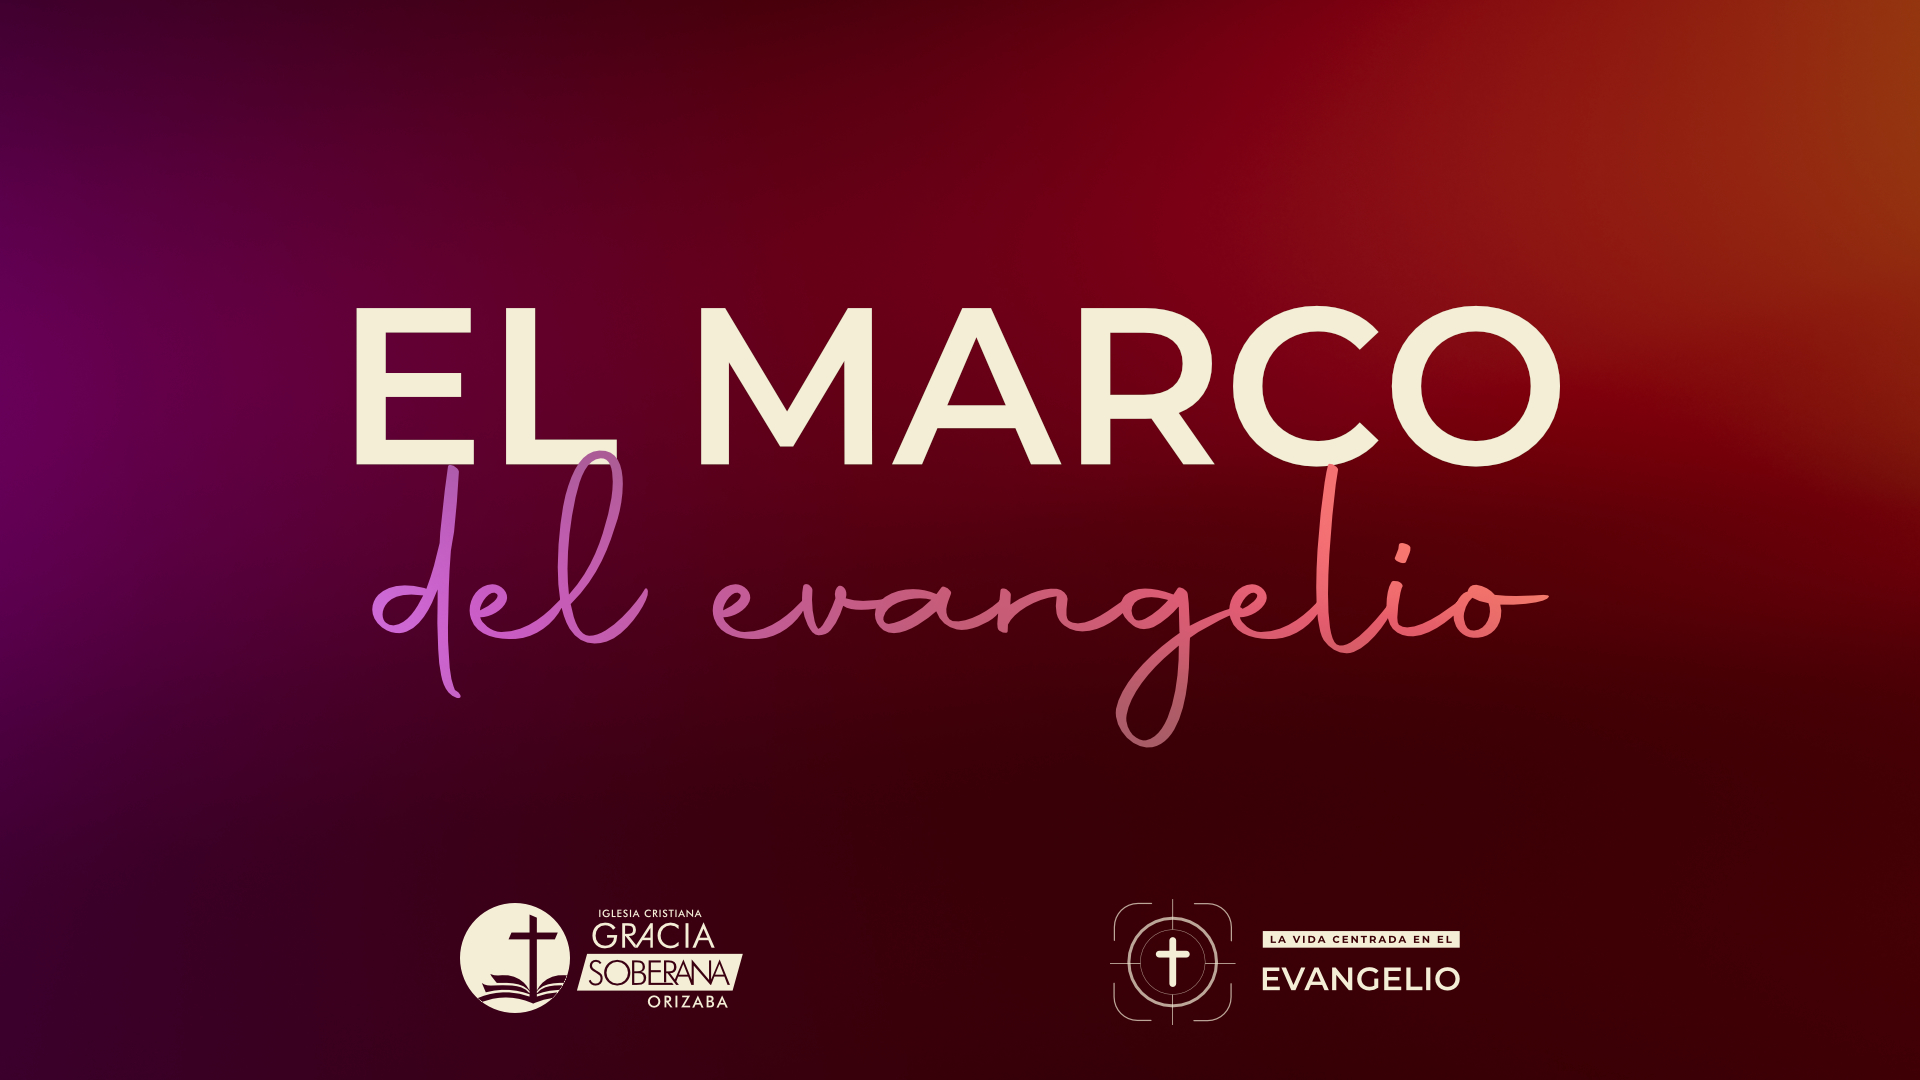 EL MARCO
del evangelio
IGLESIA CRISTIANA
GRACIA
SOBERANA
ORIZABA
LA VIDA CENTRADA EN EL
EVANGELIO